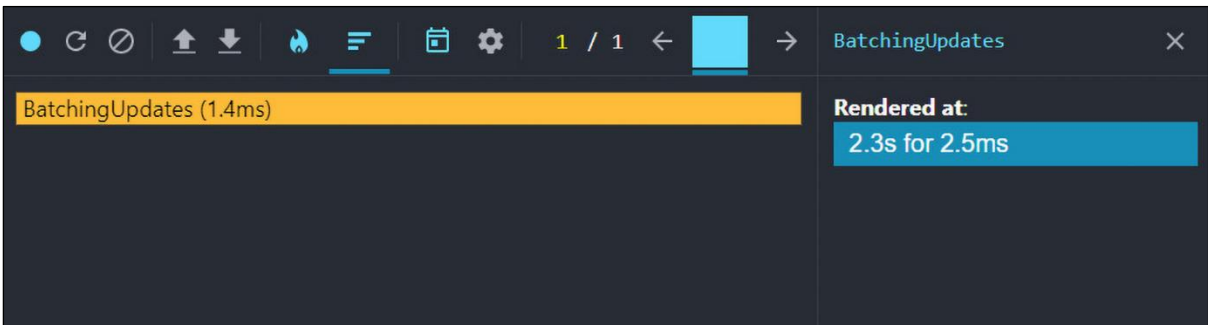 1 / 1
BatchingUpdates
BatchingUpdates (1.4ms)
Rendered at:
2.3s for 2.5ms